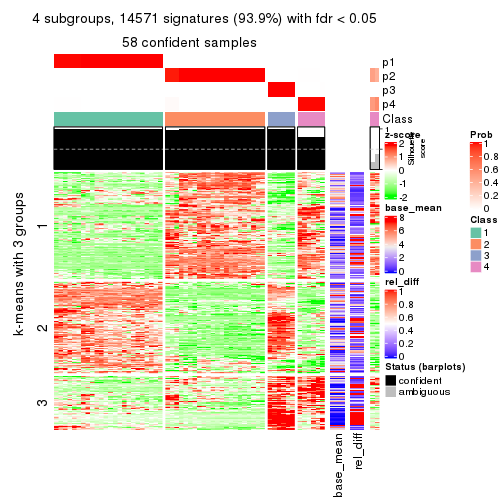 4 subgroups, 14571 signatures (93.9%) with fdr < 0.05
58 confident samples
p1
p2
p3
p4
Class
1
Silhouette
score
k-means with 3 groups
1
2
3
base_mean
rel_diff
z-score
2
1
0
-1
-2
base_mean
8
6
4
2
0
rel_diff
1
0.8
0.6
0.4
0.2
0
Status (barplots)
confident
ambiguous
Prob
1
0.8
0.6
0.4
0.2
0
Class
1
2
3
4